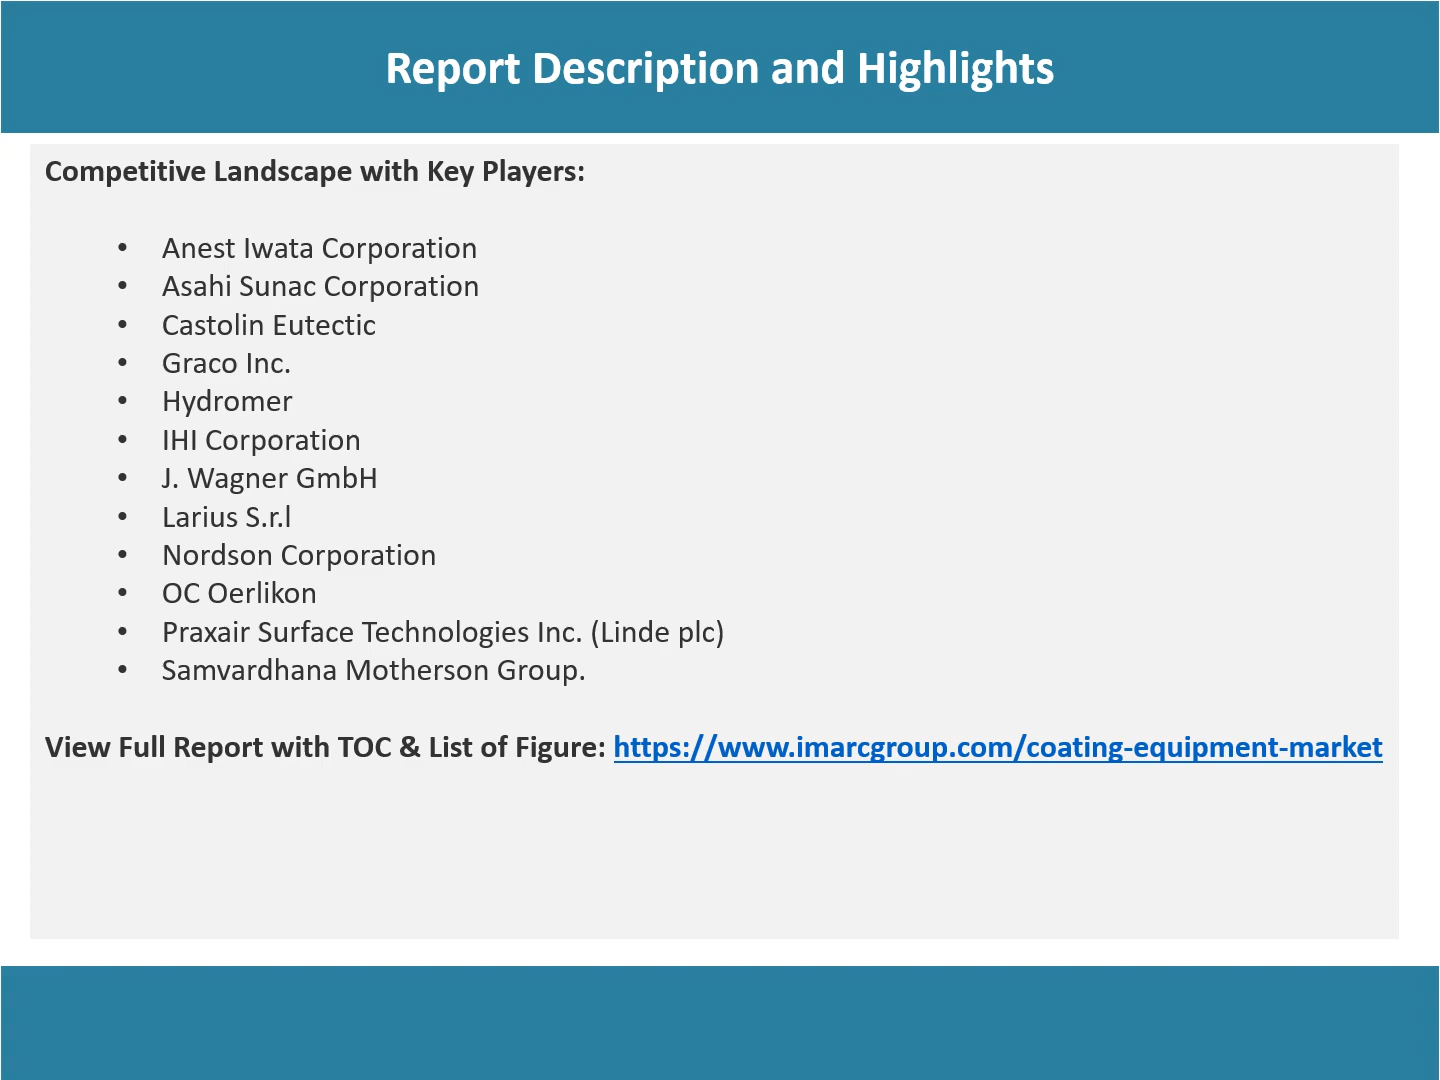 Report Description and Highlights
Competitive Landscape with Key Players:
• Anest Iwata Corporation
• Asahi Sunac Corporation
• Castolin Eutectic
• Graco Inc.
• Hydromer
• IHI Corporation
• J. Wagner GmbH
• Larius S.r.l
• Nordson Corporation
• OC Oerlikon
• Praxair Surface Technologies Inc. (Linde plc)
• Samvardhana Motherson Group.
View Full Report with TOC & List of Figure: https://www.imarcgroup.com/coating-equipment-market